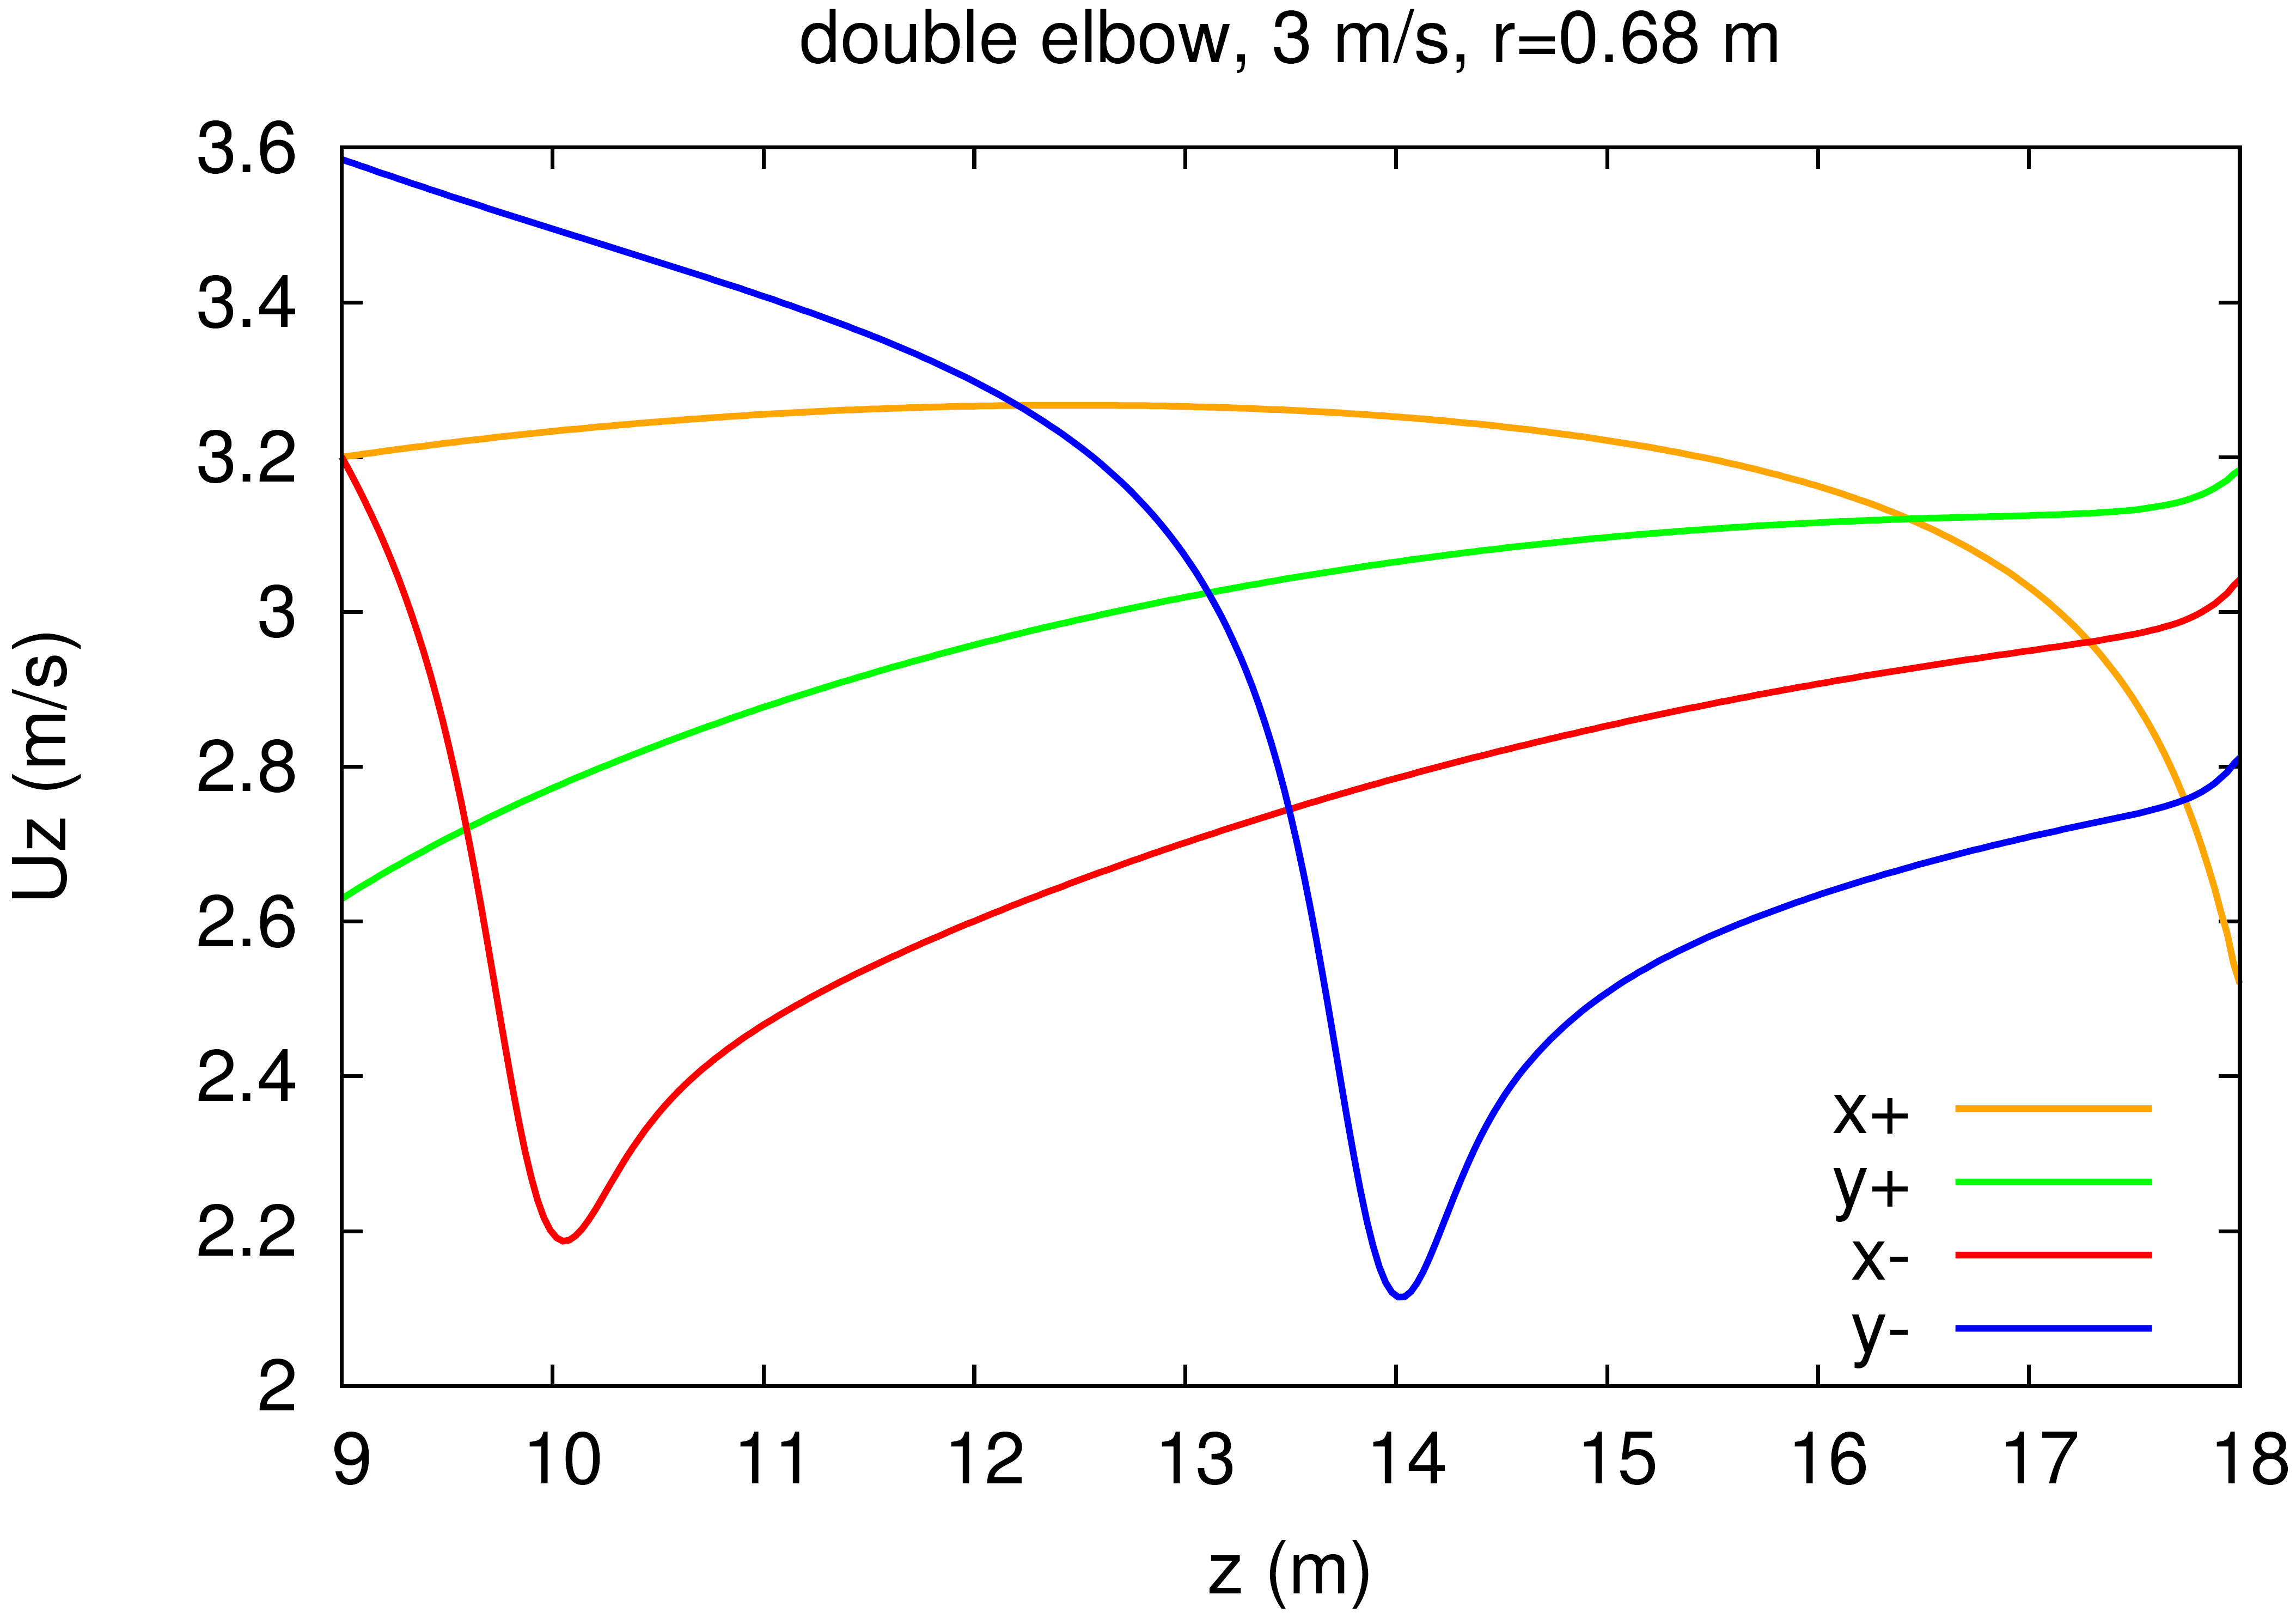 double elbow, 3 m/s, r=0.68 m
3.6
3.4
3.2
3
2.8
2.6
2.4
2.2
2
Uz (m/s)
x+
y+
x-
y-
9 10 11 12 13 14 15 16 17 18
z (m)